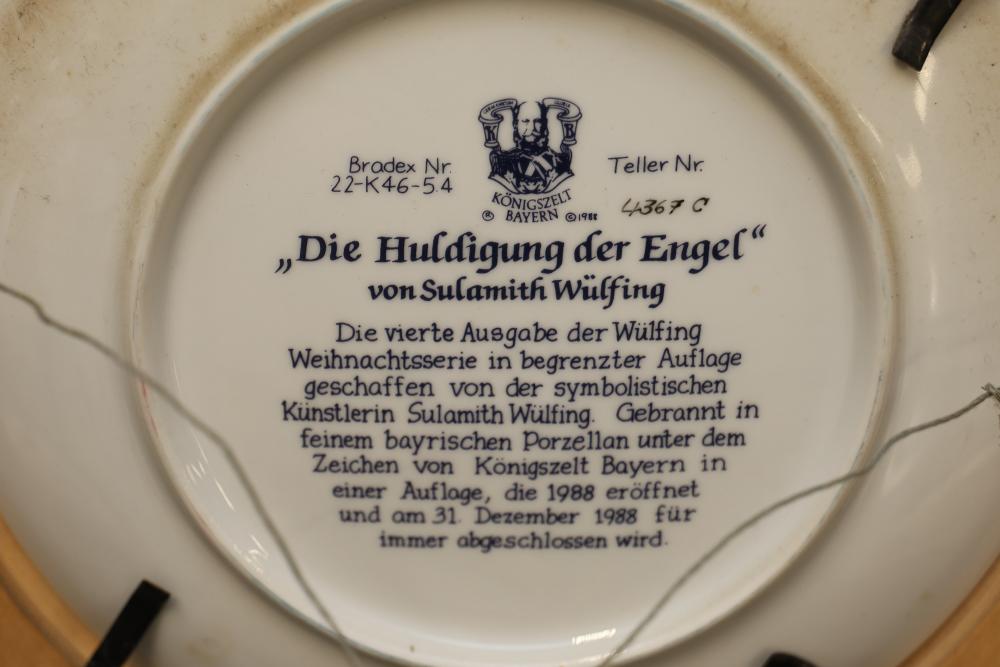 Bradex Nr.
22-K46-5.4
K B
KÖNIGSZELT
® BAYERN © 1988
Teller Nr.
4367 C
„Die Huldigung der Engel“
von Sulamith Wülfing
Die vierte Ausgabe der Wülfing
Weihnachtsserie in begrenzter Auflage
geschaffen von der symbolistischen
Künstlerin Sulamith Wülfing. Gebrannt in
feinem bayrischen Porzellan unter dem
Zeichen von Königszelt Bayern in
einer Auflage, die 1988 eröffnet
und am 31. Dezember 1988 für
immer abgeschlossen wird.